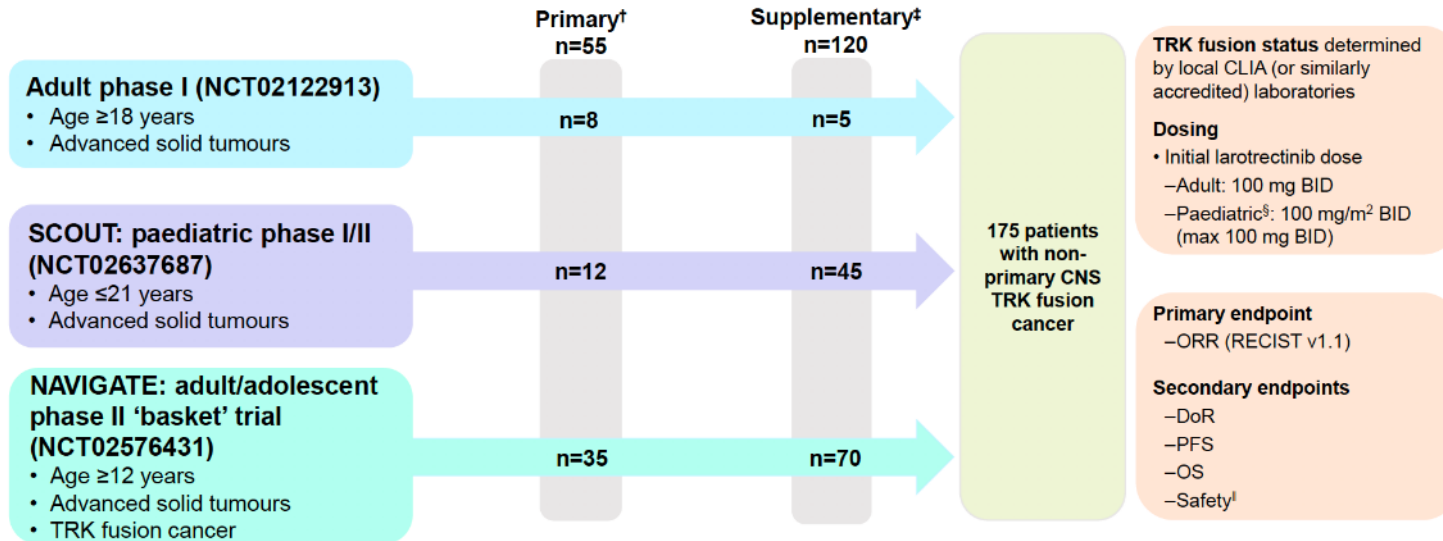 Primary†
n=55
Supplementary‡
n=120
Adult phase I (NCT02122913)
• Age ≥18 years
• Advanced solid tumours
n=8
n=5
SCOUT: paediatric phase I/II
(NCT02637687)
• Age ≤21 years
• Advanced solid tumours
n=12
n=45
NAVIGATE: adult/adolescent
phase II ‘basket’ trial
(NCT02576431)
• Age ≥12 years
• Advanced solid tumours
• TRK fusion cancer
n=35
n=70
175 patients
with non-
primary CNS
TRK fusion
cancer
TRK fusion status determined
by local CLIA (or similarly
accredited) laboratories
Dosing
• Initial larotrectinib dose
–Adult: 100 mg BID
–Paediatric§: 100 mg/m² BID
(max 100 mg BID)
Primary endpoint
–ORR (RECIST v1.1)
Secondary endpoints
–DoR
–PFS
–OS
–Safety‖